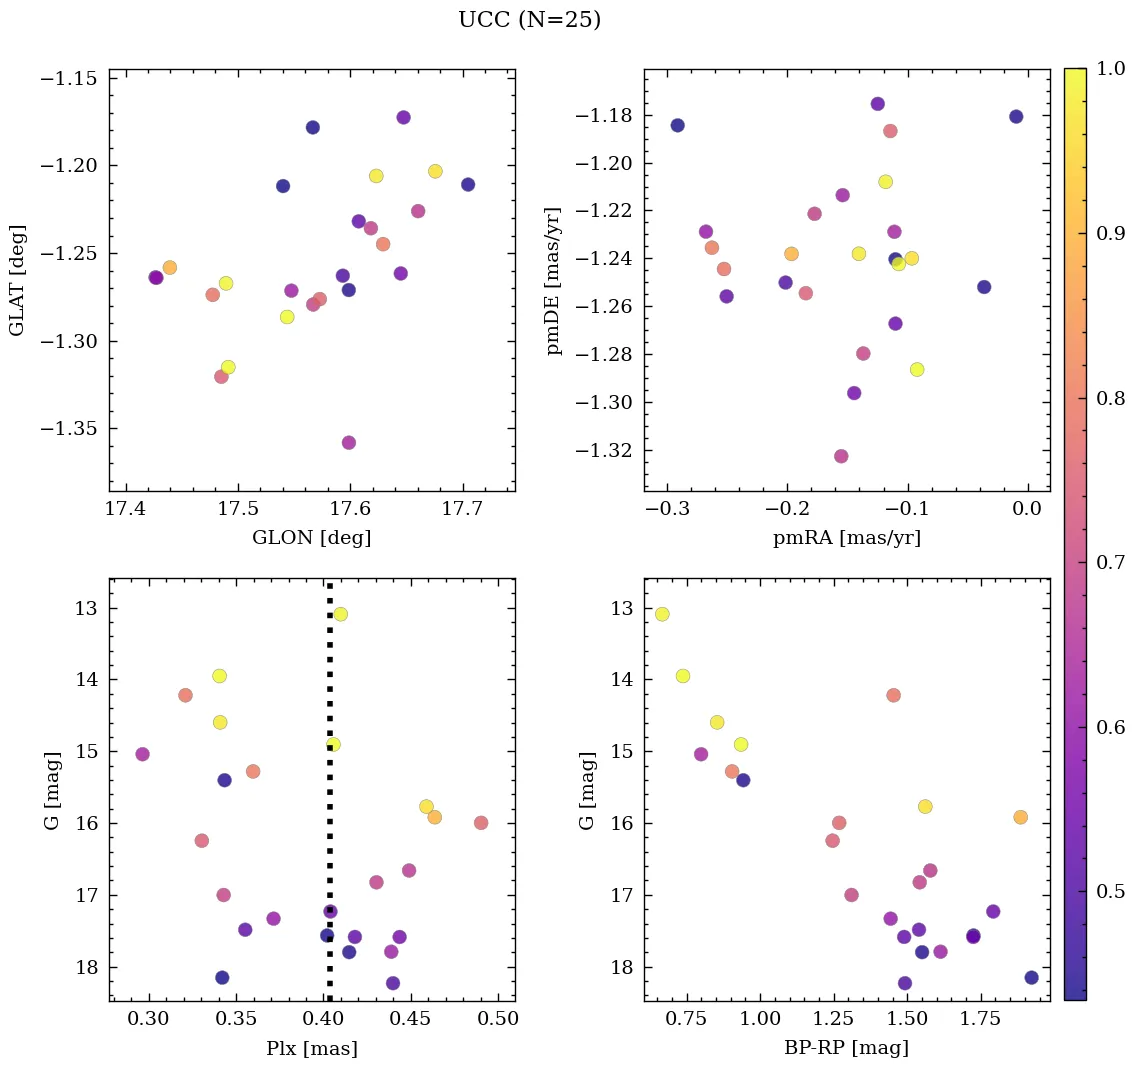 UCC (N=25)
−1.15
−1.20
−1.25
−1.30
−1.35
GLAT [deg]
17.4 17.5 17.6 17.7
GLON [deg]
−1.18
−1.20
−1.22
−1.24
−1.26
−1.28
−1.30
−1.32
pmDE [mas/yr]
−0.3 −0.2 −0.1 0.0
pmRA [mas/yr]
1.0
0.9
0.8
0.7
0.6
0.5
13
14
15
16
17
18
G [mag]
0.30 0.35 0.40 0.45 0.50
Plx [mas]
13
14
15
16
17
18
G [mag]
0.75 1.00 1.25 1.50 1.75
BP-RP [mag]